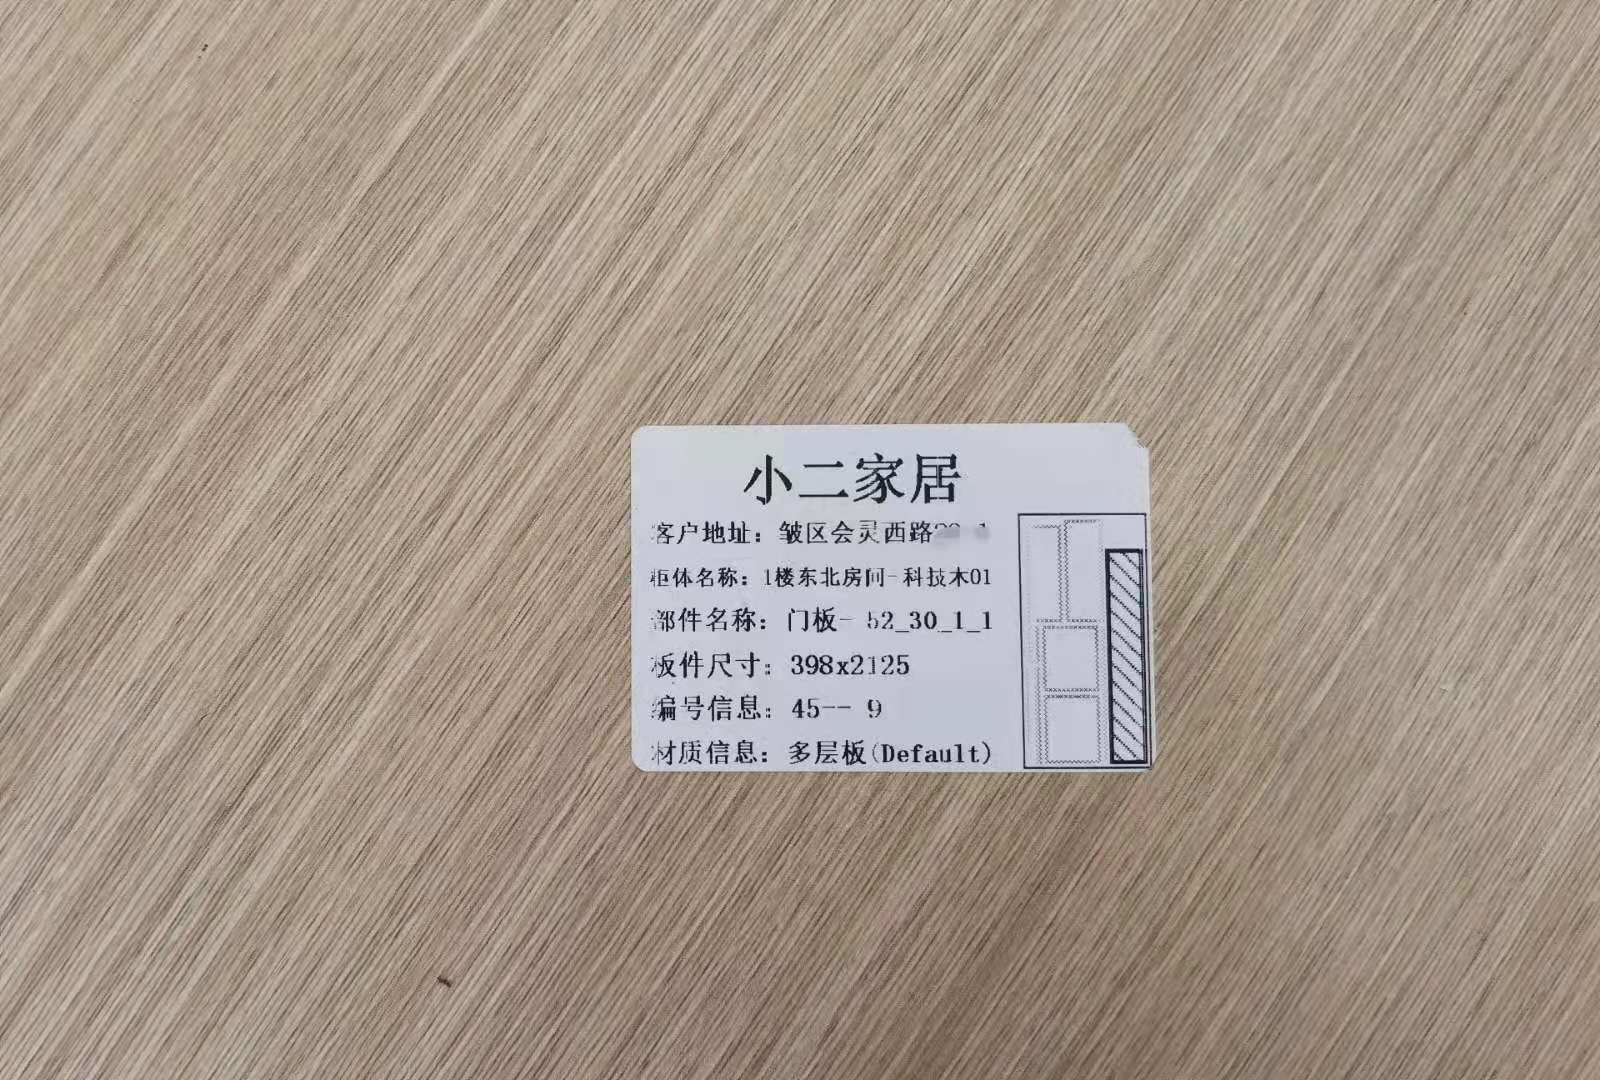 小二家居
客户地址：皱区会灵西路
柜体名称：1楼东北房间-科技木01
部件名称：门板- 52_30_1_1
板件尺寸：398x2125
编号信息：45-- 9
材质信息：多层板(Default)